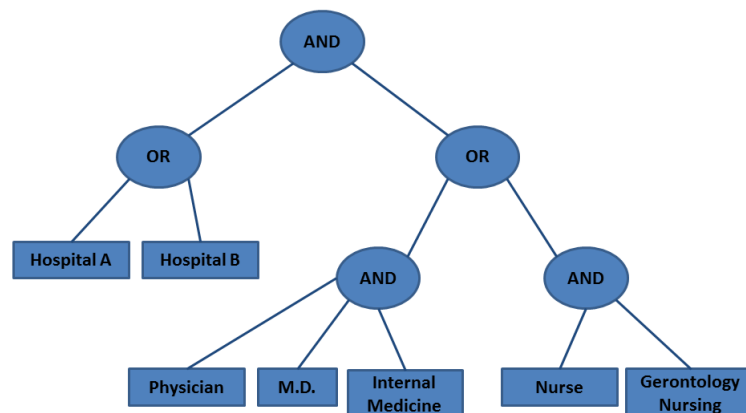 AND
OR
OR
Hospital A
Hospital B
AND
AND
Physician
M.D.
Internal
Medicine
Nurse
Gerontology
Nursing